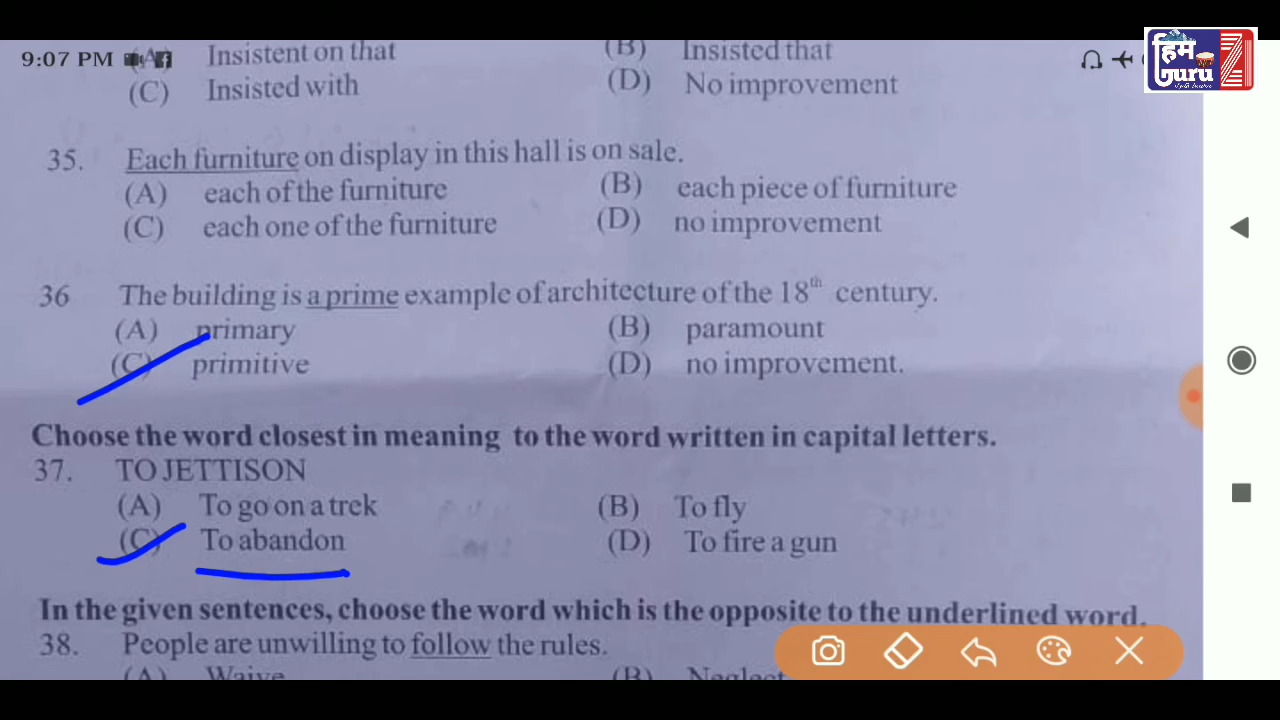 9:07 PM
हिम Guru Z
(A) Insistent on that (B) Insisted that
(C) Insisted with (D) No improvement
35. Each furniture on display in this hall is on sale.
(A) each of the furniture (B) each piece of furniture
(C) each one of the furniture (D) no improvement
36 The building is a prime example of architecture of the 18th century.
(A) primary (B) paramount
(C) primitive (D) no improvement.
Choose the word closest in meaning to the word written in capital letters.
37. TO JETTISON
(A) To go on a trek (B) To fly
(C) To abandon (D) To fire a gun
In the given sentences, choose the word which is the opposite to the underlined word.
38. People are unwilling to follow the rules.
(A) Waive (B) Neglect